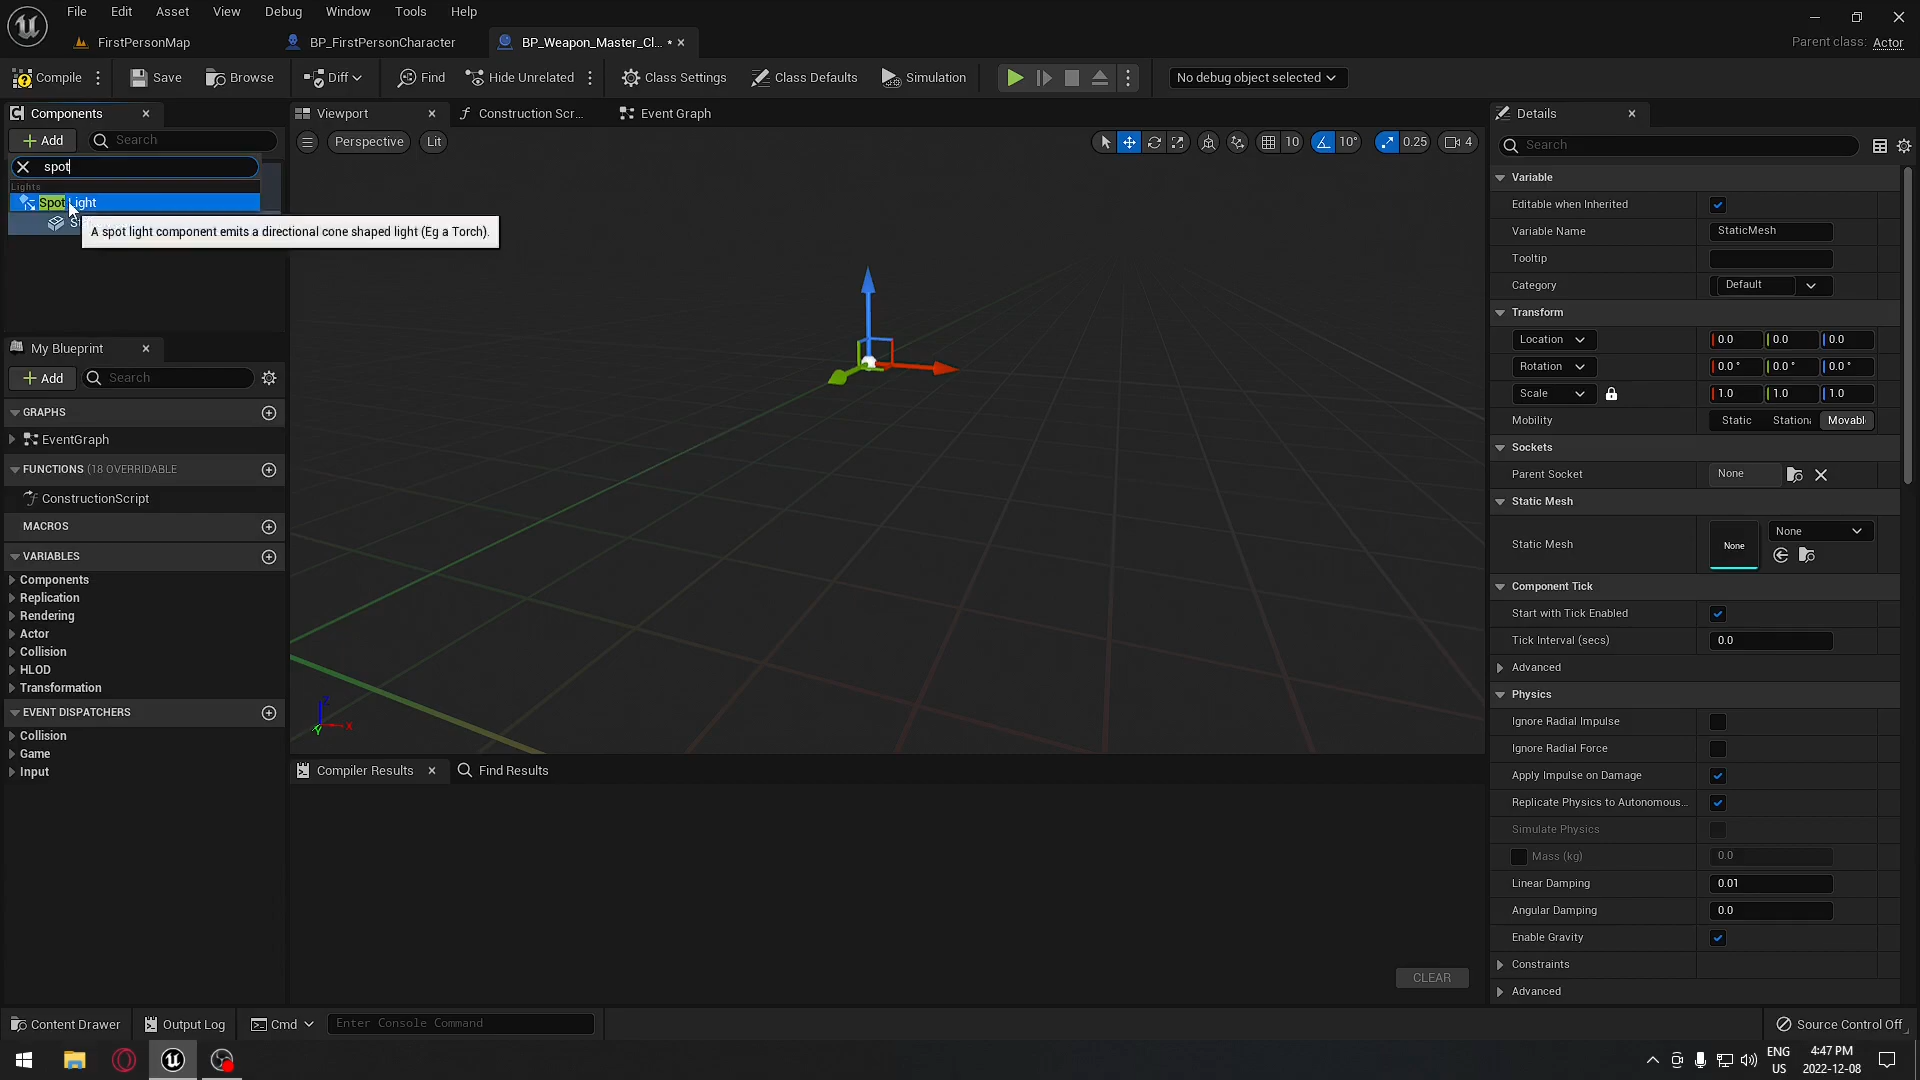 File Edit Asset View Debug Window Tools Help
FirstPersonMap BP_FirstPersonCharacter BP_Weapon_Master_Cl... *
Parent class: Actor
Compile Save Browse Diff Find Hide Unrelated Class Settings Class Defaults Simulation No debug object selected
Components
Add Search
spot
Lights
Spot Light
A spot light component emits a directional cone shaped light (Eg a Torch).
Viewport Construction Scr... Event Graph
Perspective Lit
10 10° 0.25 4
Z
X
Y
My Blueprint
Add Search
GRAPHS
EventGraph
FUNCTIONS (18 OVERRIDABLE
ConstructionScript
MACROS
VARIABLES
Components
Replication
Rendering
Actor
Collision
HLOD
Transformation
EVENT DISPATCHERS
Collision
Game
Input
Compiler Results Find Results
CLEAR
Details
Search
Variable
Editable when Inherited
Variable Name StaticMesh
Tooltip
Category Default
Transform
Location 0.0 0.0 0.0
Rotation 0.0 ° 0.0 ° 0.0 °
Scale 1.0 1.0 1.0
Mobility Static Station Movabl
Sockets
Parent Socket None
Static Mesh
Static Mesh None None
Component Tick
Start with Tick Enabled
Tick Interval (secs) 0.0
Advanced
Physics
Ignore Radial Impulse
Ignore Radial Force
Apply Impulse on Damage
Replicate Physics to Autonomous...
Simulate Physics
Mass (kg) 0.0
Linear Damping 0.01
Angular Damping 0.0
Enable Gravity
Constraints
Advanced
Content Drawer Output Log Cmd Enter Console Command Source Control Off
ENG
US
4:47 PM
2022-12-08